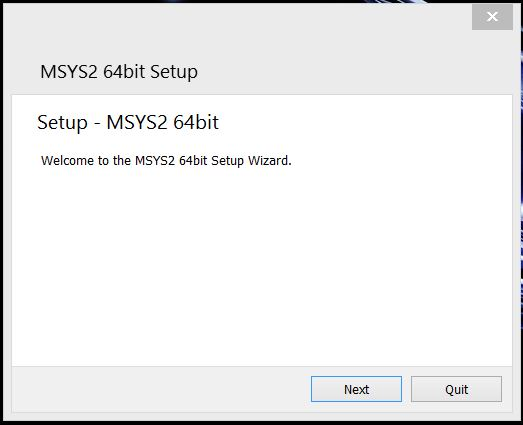 MSYS2 64bit Setup
Setup - MSYS2 64bit
Welcome to the MSYS2 64bit Setup Wizard.
Next Quit